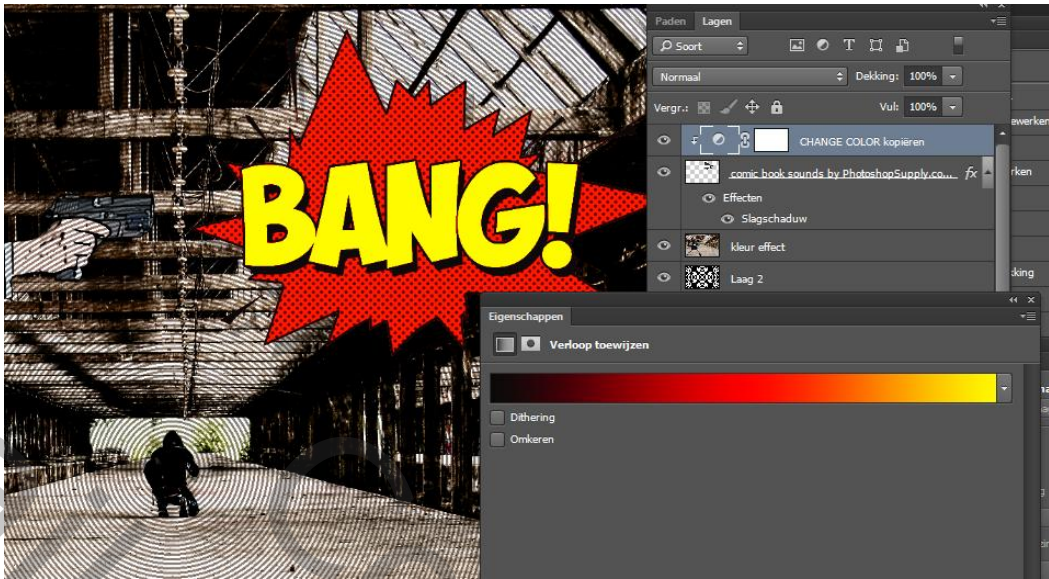 Paden Lagen
Soort
Normaal Dekking: 100%
Vergr.: Vul: 100%
CHANGE COLOR kopiëren
comic book sounds by PhotoshopSupply.co... fx
Effecten
Slagschaduw
kleur effect
Laag 2
BANG!
Eigenschappen
Verloop toewijzen
Dithering
Omkeren
ewerken
rken
kking